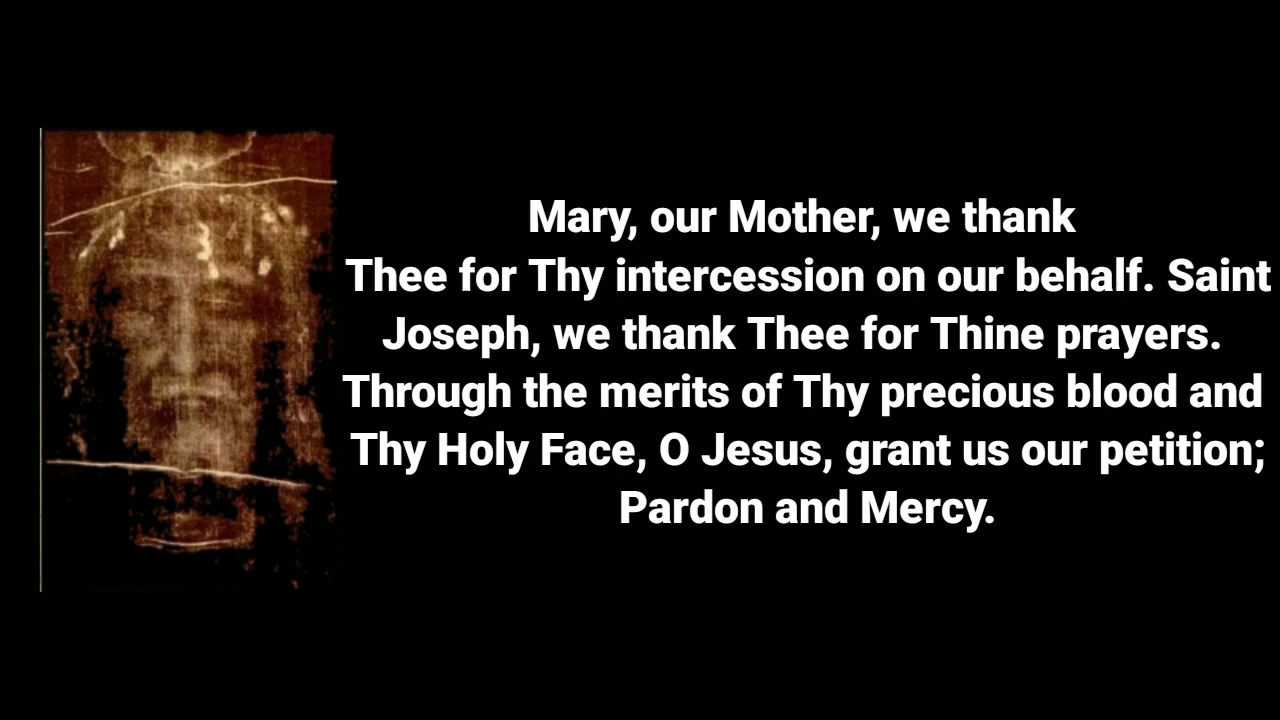 Mary, our Mother, we thank
Thee for Thy intercession on our behalf. Saint
Joseph, we thank Thee for Thine prayers.
Through the merits of Thy precious blood and
Thy Holy Face, O Jesus, grant us our petition;
Pardon and Mercy.